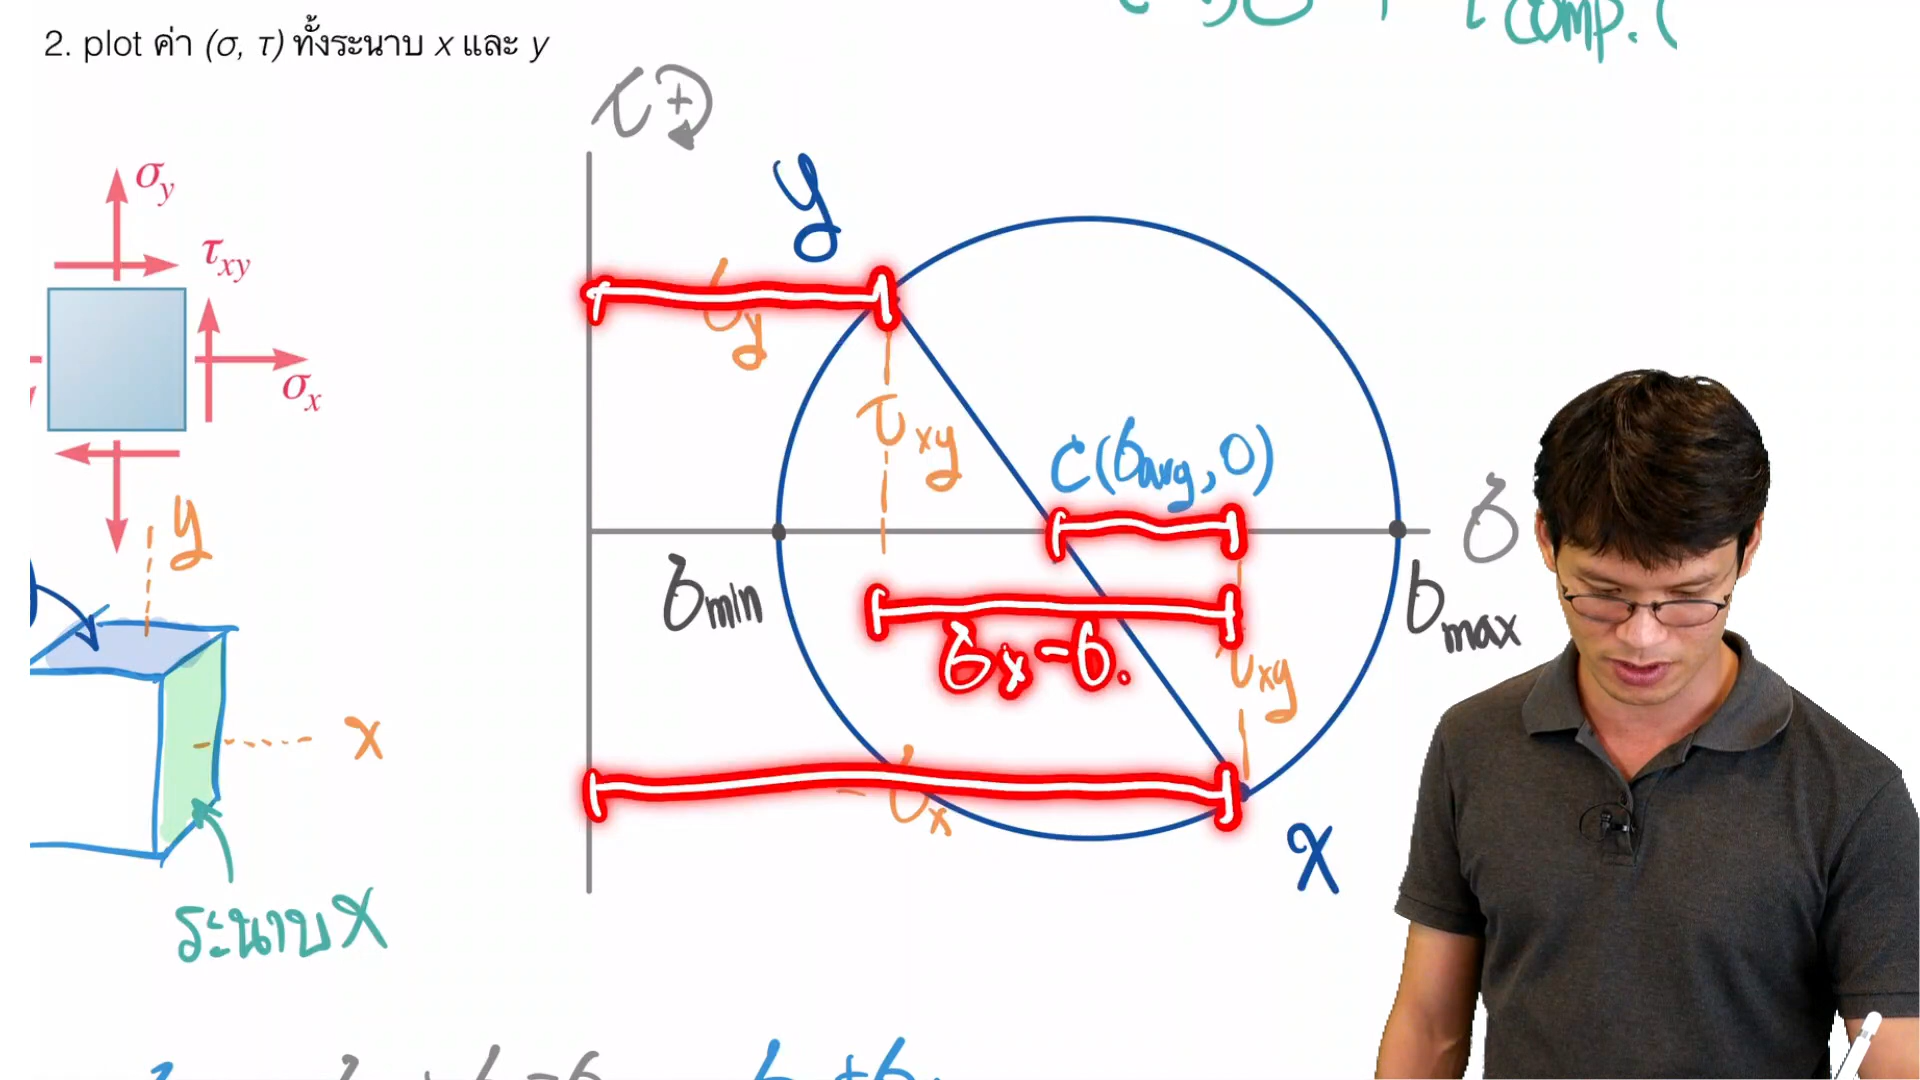 2. plot ค่า (σ, τ) ทั้งระนาบ x และ y
comp. (
τ +
y
σy
τxy
σy
σx
τxy
C(σavg, 0)
σ
y
σmin
σmax
σx-σ
τxy
x
σx
x
ระนาบ x